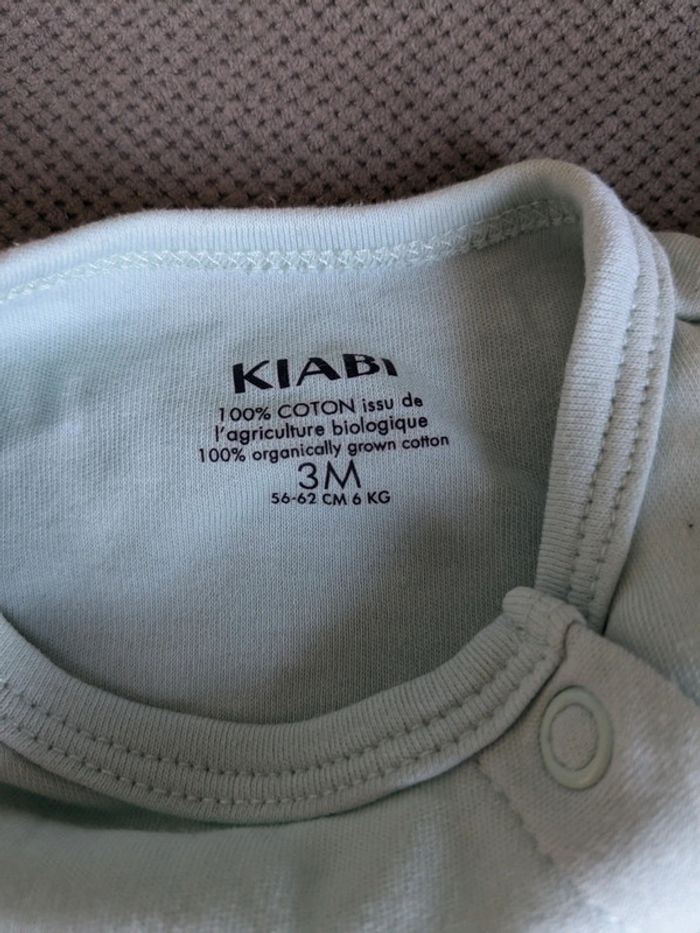 KIABI
100% COTON issu de
l'agriculture biologique
100% organically grown cotton
3M
56-62 CM 6 KG